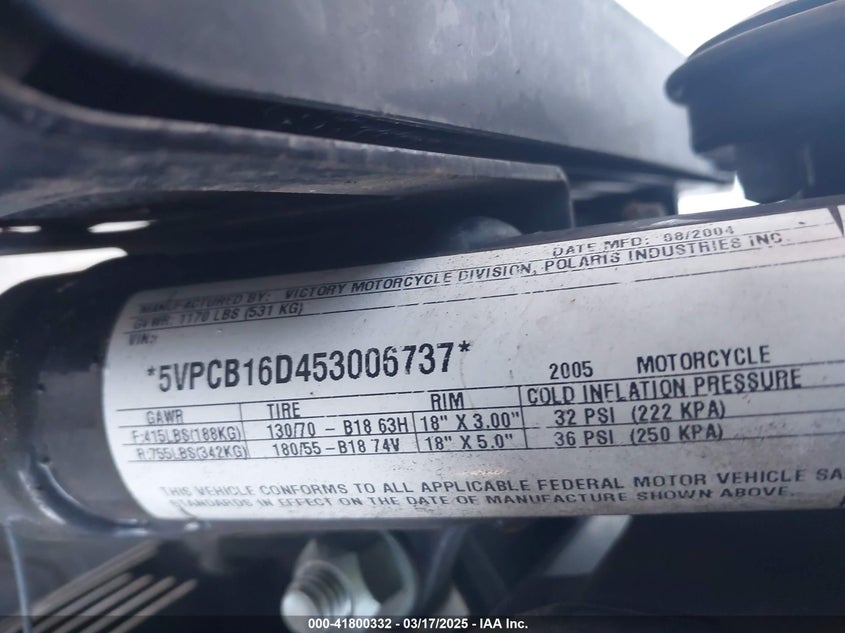 DATE MFD: 08/2004
MANUFACTURED BY: VICTORY MOTORCYCLE DIVISION, POLARIS INDUSTRIES INC.
GVWR: 1170 LBS (531 KG)
VIN:
*5VPCB16D453006737* 2005 MOTORCYCLE
GAWR TIRE RIM COLD INFLATION PRESSURE
F:415LBS(188KG) 130/70 - B18 63H 18" X 3.00" 32 PSI (222 KPA)
R:755LBS(342KG) 180/55 - B18 74V 18" X 5.0" 36 PSI (250 KPA)
THIS VEHICLE CONFORMS TO ALL APPLICABLE FEDERAL MOTOR VEHICLE SA
STANDARDS IN EFFECT ON THE DATE OF MANUFACTURE SHOWN ABOVE.
000-41800332 / 03/17/2025 / IAA Inc.